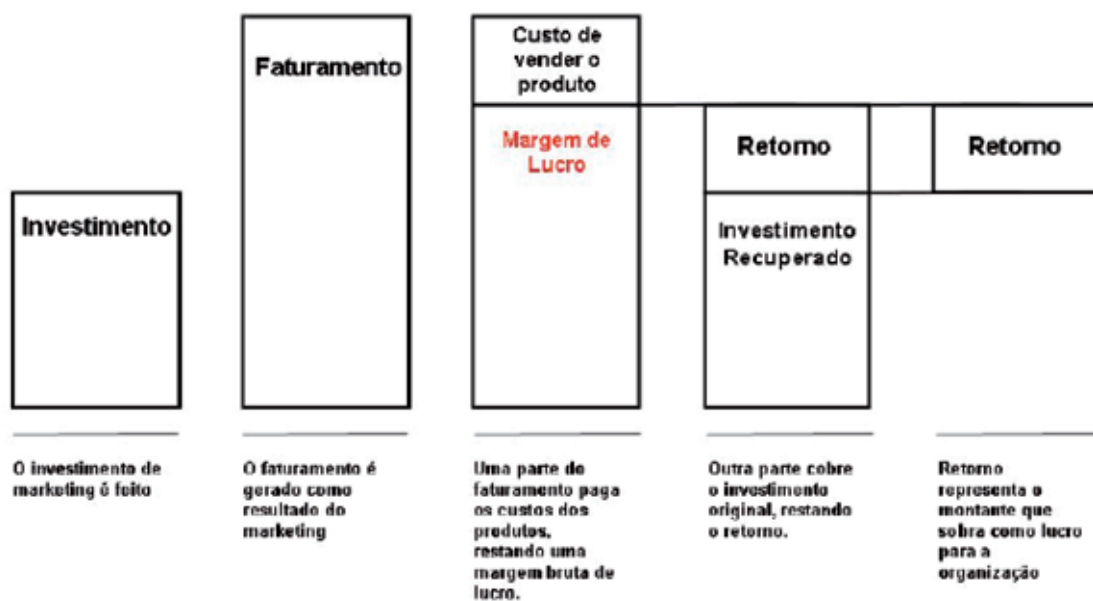 Investimento
Faturamento
Custo de
vender o
produto
Margem de
Lucro
Retorno
Investimento
Recuperado
Retorno
O investimento de
marketing é feito
O faturamento é
gerado como
resultado do
marketing
Uma parte do
faturamento paga
os custos dos
produtos,
restando uma
margem bruta de
lucro.
Outra parte cobre
o investimento
original, restando
o retorno.
Retorno
representa o
montante que
sobra como lucro
para a
organização